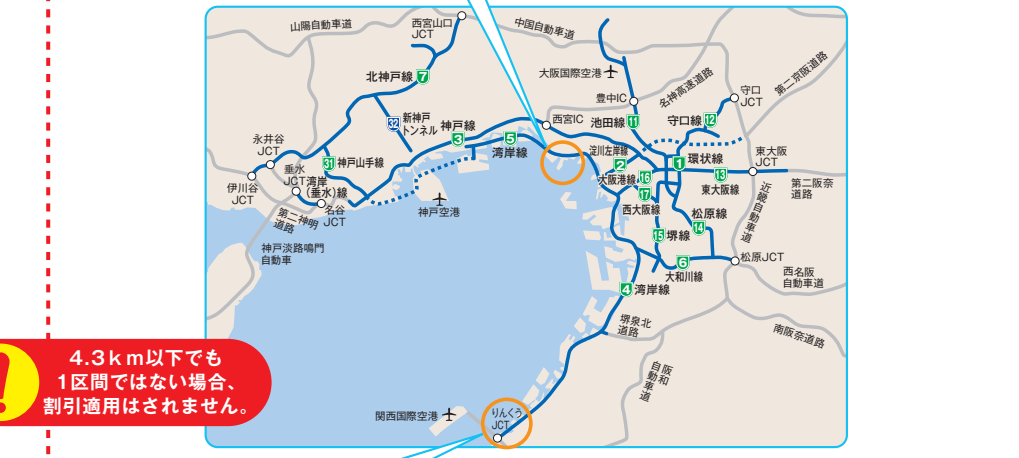 山陽自動車道
西宮山口
JCT
中国自動車道
北神戸線 7
大阪国際空港
名神高速道路
第二京阪道路
豊中IC
守口
JCT
32 新神戸
トンネル
神戸線
3
5
湾岸線
西宮IC
池田線 11
守口線 12
永井谷
JCT
31 神戸山手線
淀川左岸線
2
1 環状線
東大阪
JCT
垂水
JCT
湾岸
(垂水)線
伊川谷
JCT
名谷
JCT
大阪港線 16
13
東大阪線
第二阪奈
道路
17
西大阪線
神戸空港
第二神明
道路
松原線
14
近畿自動車道
15 堺線
神戸淡路鳴門
自動車
6
大和川線
松原JCT
西名阪
自動車道
4 湾岸線
堺泉北
道路
南阪奈道路
阪和
自動車道
4.3km以下でも
1区間ではない場合、
割引適用はされません。
!
関西国際空港
りんくう
JCT